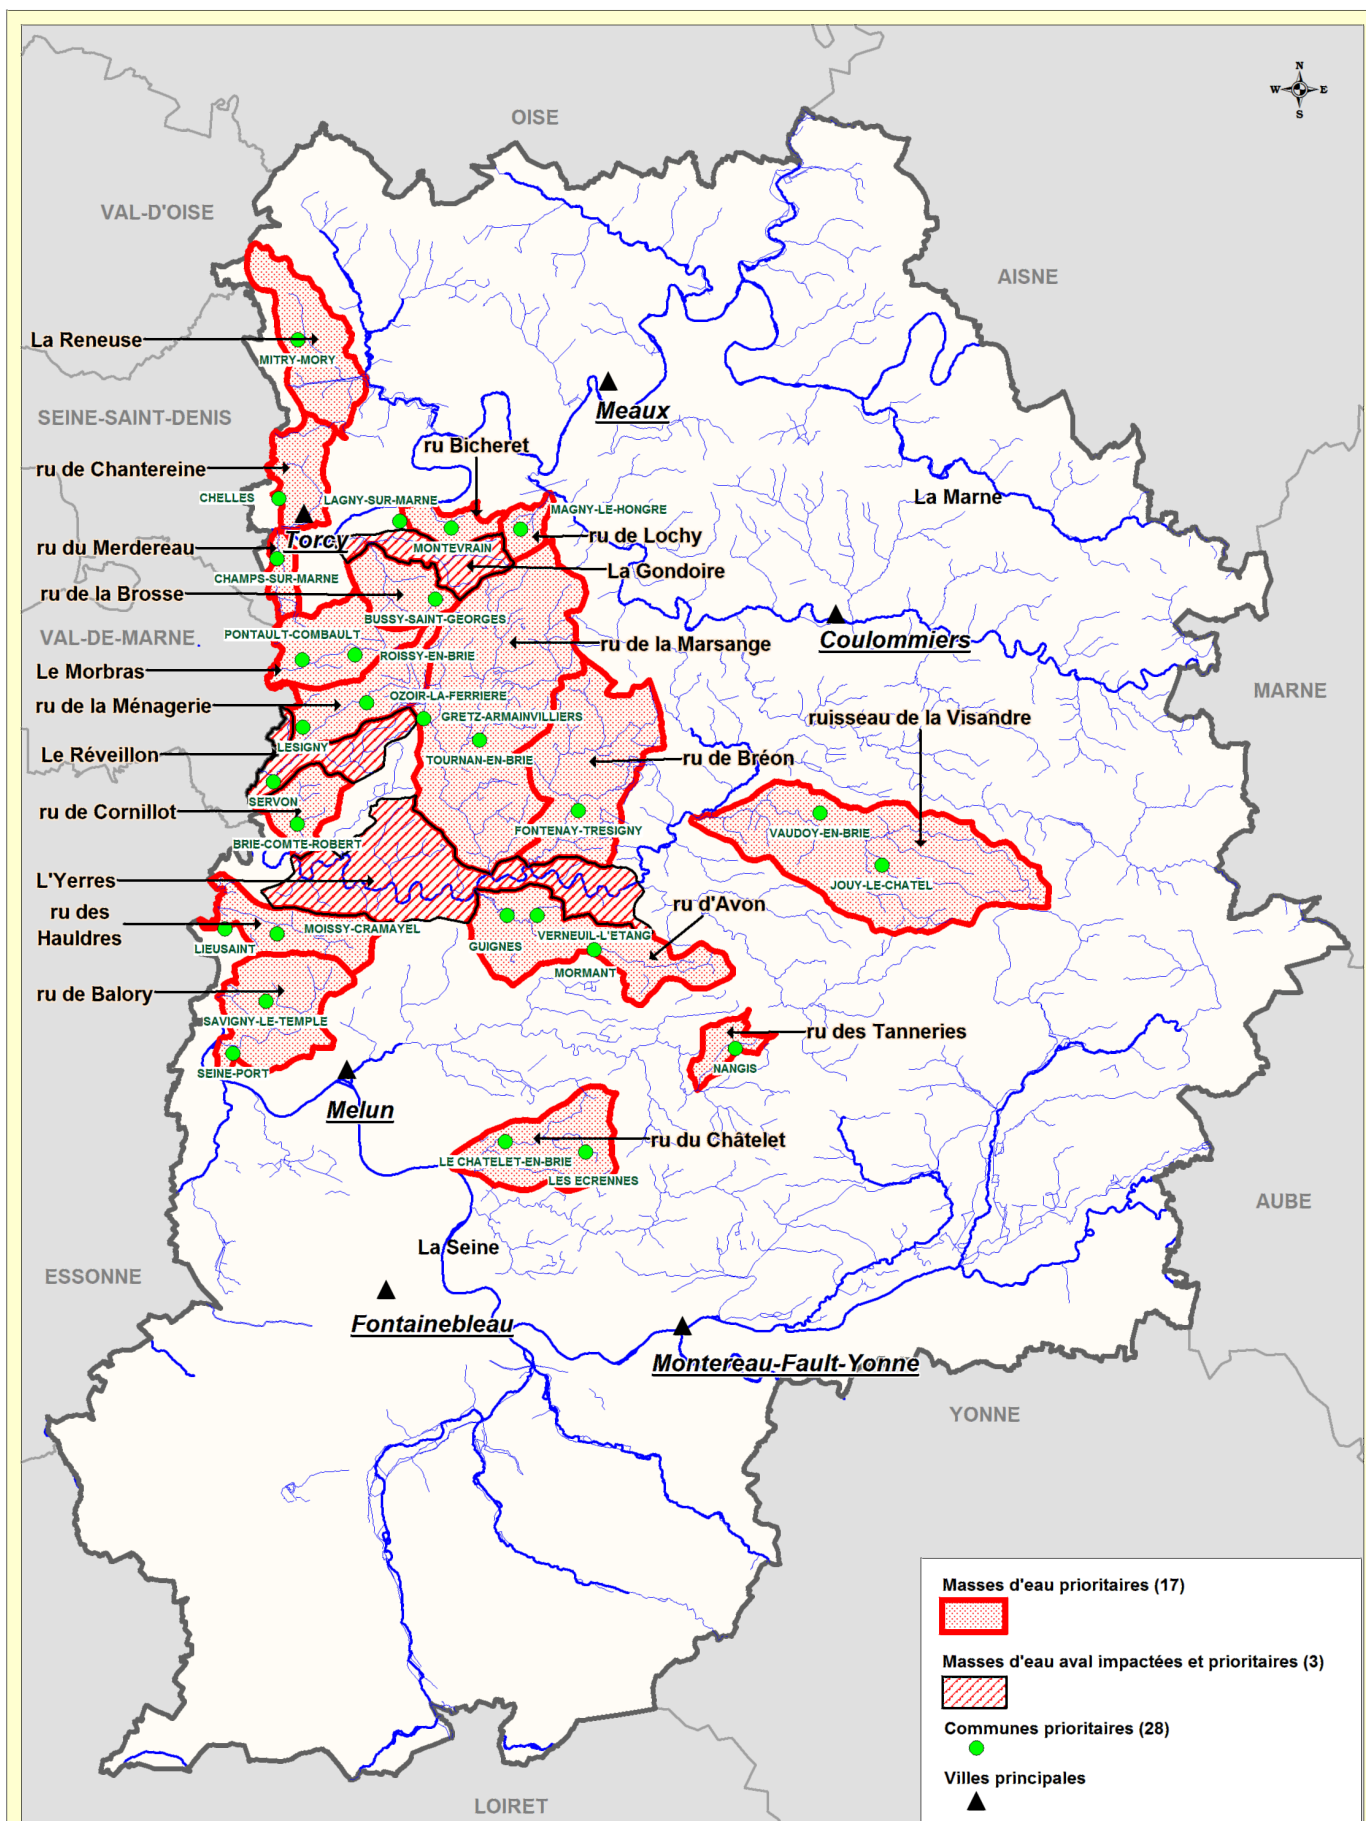 N
W
E
S
OISE
VAL-D'OISE
AISNE
La Reneuse
MITRY-MORY
Meaux
SEINE-SAINT-DENIS
ru Bicheret
ru de Chantereine
CHELLES
LAGNY-SUR-MARNE
La Marne
MAGNY-LE-HONGRE
Torcy
MONTEVRAIN
ru de Lochy
ru du Merdereau
La Gondoire
CHAMPS-SUR-MARNE
ru de la Brosse
BUSSY-SAINT-GEORGES
VAL-DE-MARNE
PONTAULT-COMBAULT
Coulommiers
ru de la Marsange
ROISSY-EN-BRIE
Le Morbras
MARNE
OZOIR-LA-FERRIERE
ru de la Ménagerie
GRETZ-ARMAINVILLIERS
ruisseau de la Visandre
LESIGNY
Le Réveillon
TOURNAN-EN-BRIE
ru de Bréon
SERVON
ru de Cornillot
FONTENAY-TRESIGNY
VAUDOY-EN-BRIE
BRIE-COMTE-ROBERT
L'Yerres
JOUY-LE-CHATEL
ru d'Avon
ru des
Hauldres
MOISSY-CRAMAYEL
VERNEUIL-L'ETANG
LIEUSAINT
GUIGNES
MORMANT
ru de Balory
SAVIGNY-LE-TEMPLE
ru des Tanneries
SEINE-PORT
NANGIS
Melun
ru du Châtelet
LE CHATELET-EN-BRIE
LES ECRENNES
AUBE
La Seine
ESSONNE
Fontainebleau
Montereau-Fault-Yonne
YONNE
LOIRET
Masses d'eau prioritaires (17)
Masses d'eau aval impactées et prioritaires (3)
Communes prioritaires (28)
Villes principales